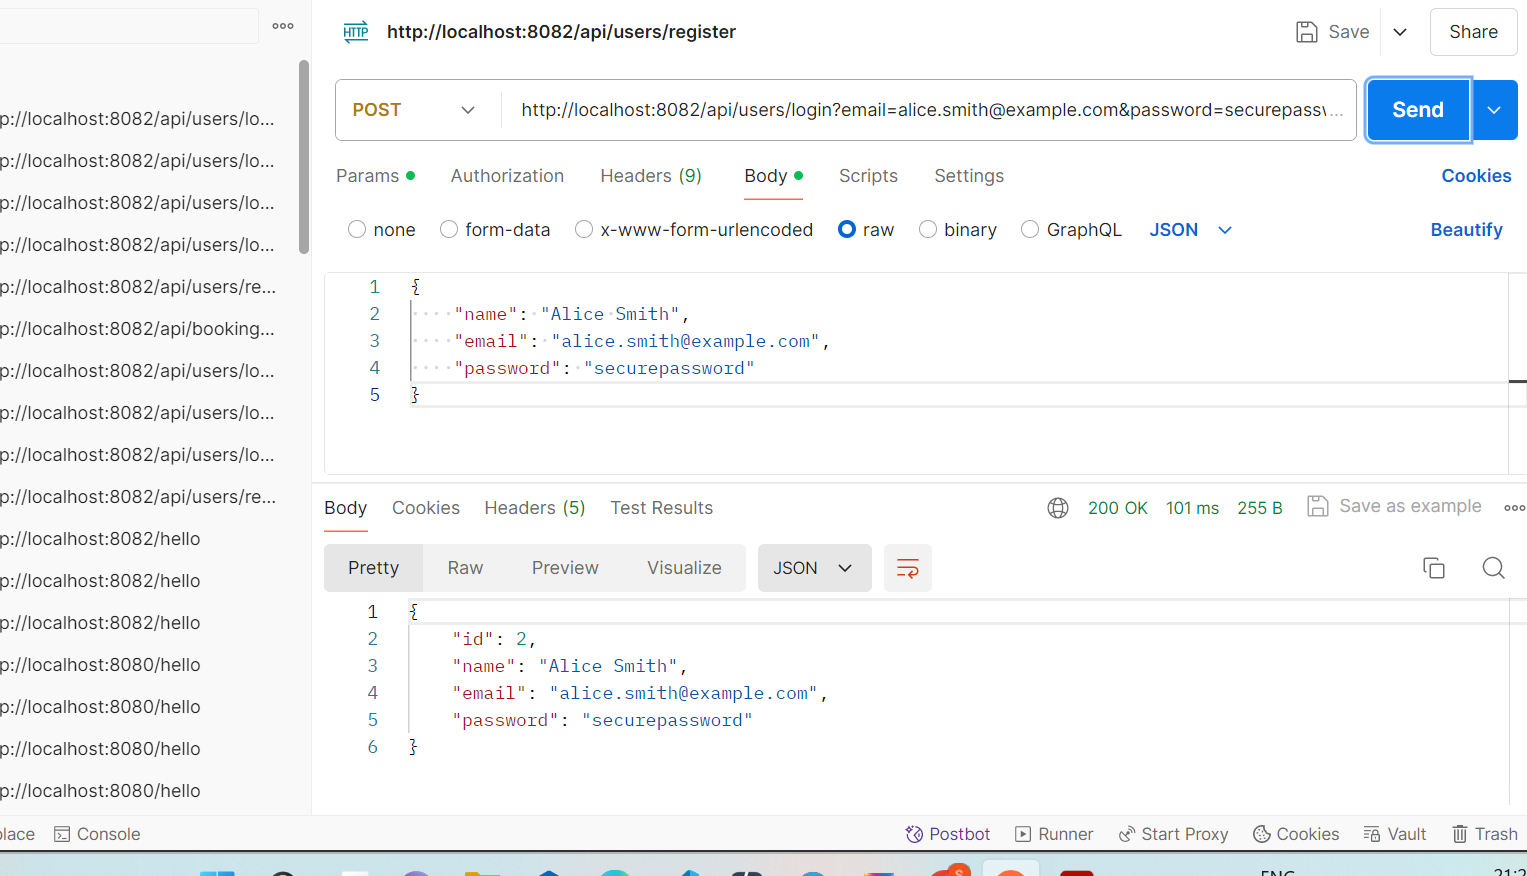 http://localhost:8082/api/users/register
Save
Share
POST
http://localhost:8082/api/users/login?email=alice.smith@example.com&password=securepassw...
Send
Params
Authorization
Headers (9)
Body
Scripts
Settings
Cookies
none
form-data
x-www-form-urlencoded
raw
binary
GraphQL
JSON
Beautify
1 {
2 "name": "Alice Smith",
3 "email": "alice.smith@example.com",
4 "password": "securepassword"
5 }
p://localhost:8082/api/users/lo...
p://localhost:8082/api/users/lo...
p://localhost:8082/api/users/lo...
p://localhost:8082/api/users/lo...
p://localhost:8082/api/users/re...
p://localhost:8082/api/booking...
p://localhost:8082/api/users/lo...
p://localhost:8082/api/users/lo...
p://localhost:8082/api/users/lo...
p://localhost:8082/api/users/re...
p://localhost:8082/hello
p://localhost:8082/hello
p://localhost:8082/hello
p://localhost:8080/hello
p://localhost:8080/hello
p://localhost:8080/hello
p://localhost:8080/hello
Body
Cookies
Headers (5)
Test Results
200 OK
101 ms
255 B
Save as example
Pretty
Raw
Preview
Visualize
JSON
1 {
2 "id": 2,
3 "name": "Alice Smith",
4 "email": "alice.smith@example.com",
5 "password": "securepassword"
6 }
lace
Console
Postbot
Runner
Start Proxy
Cookies
Vault
Trash
ENG